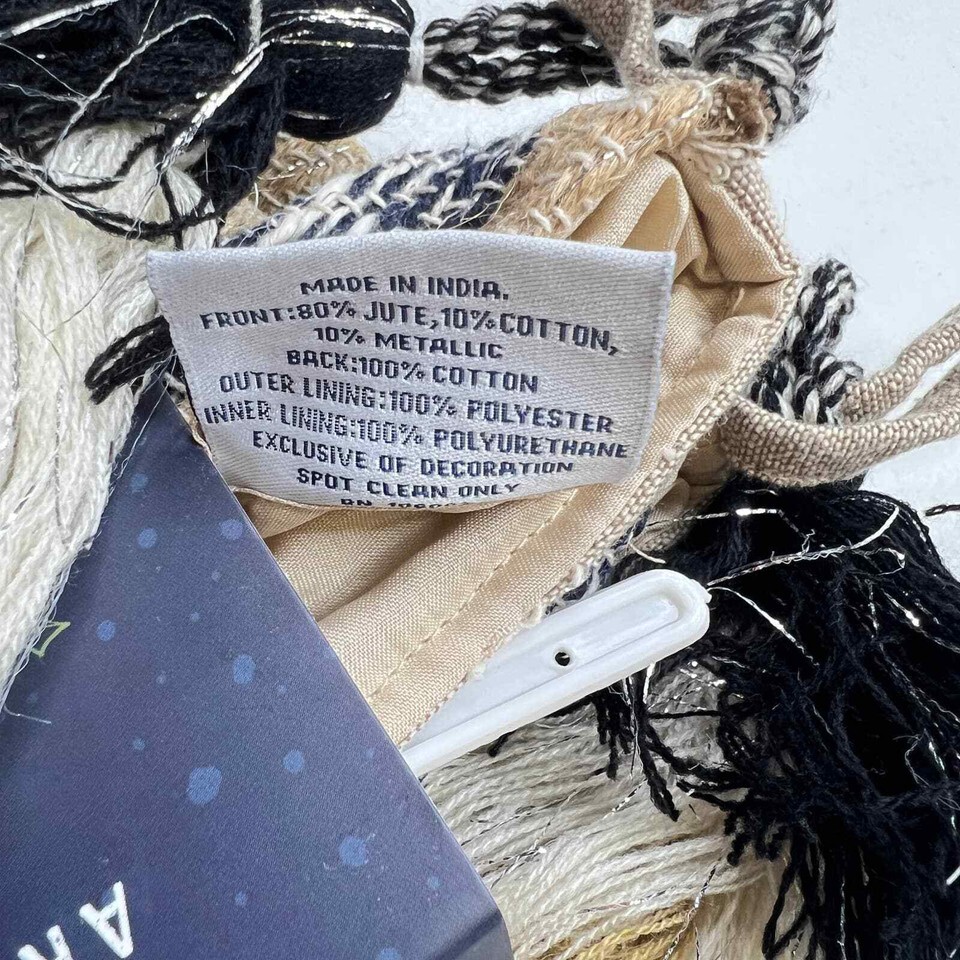 MADE IN INDIA.
FRONT:80% JUTE,10%COTTON,
10% METALLIC
BACK:100% COTTON
OUTER LINING:100% POLYESTER
INNER LINING:100% POLYURETHANE
EXCLUSIVE OF DECORATION
SPOT CLEAN ONLY